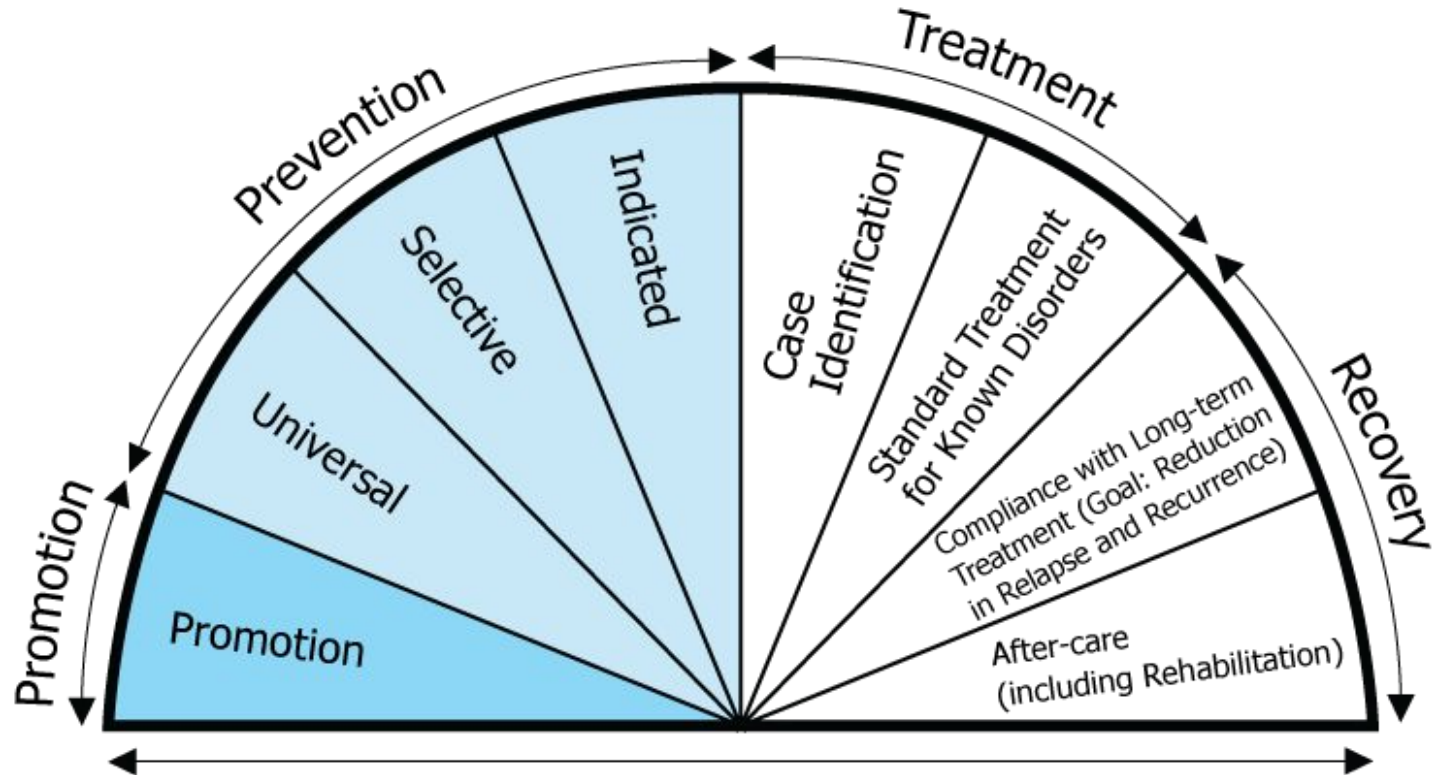 Promotion
Prevention
Treatment
Recovery
Promotion
Universal
Selective
Indicated
Case
Identification
Standard Treatment
for Known Disorders
Compliance with Long-term
Treatment (Goal: Reduction
in Relapse and Recurrence)
After-care
(including Rehabilitation)